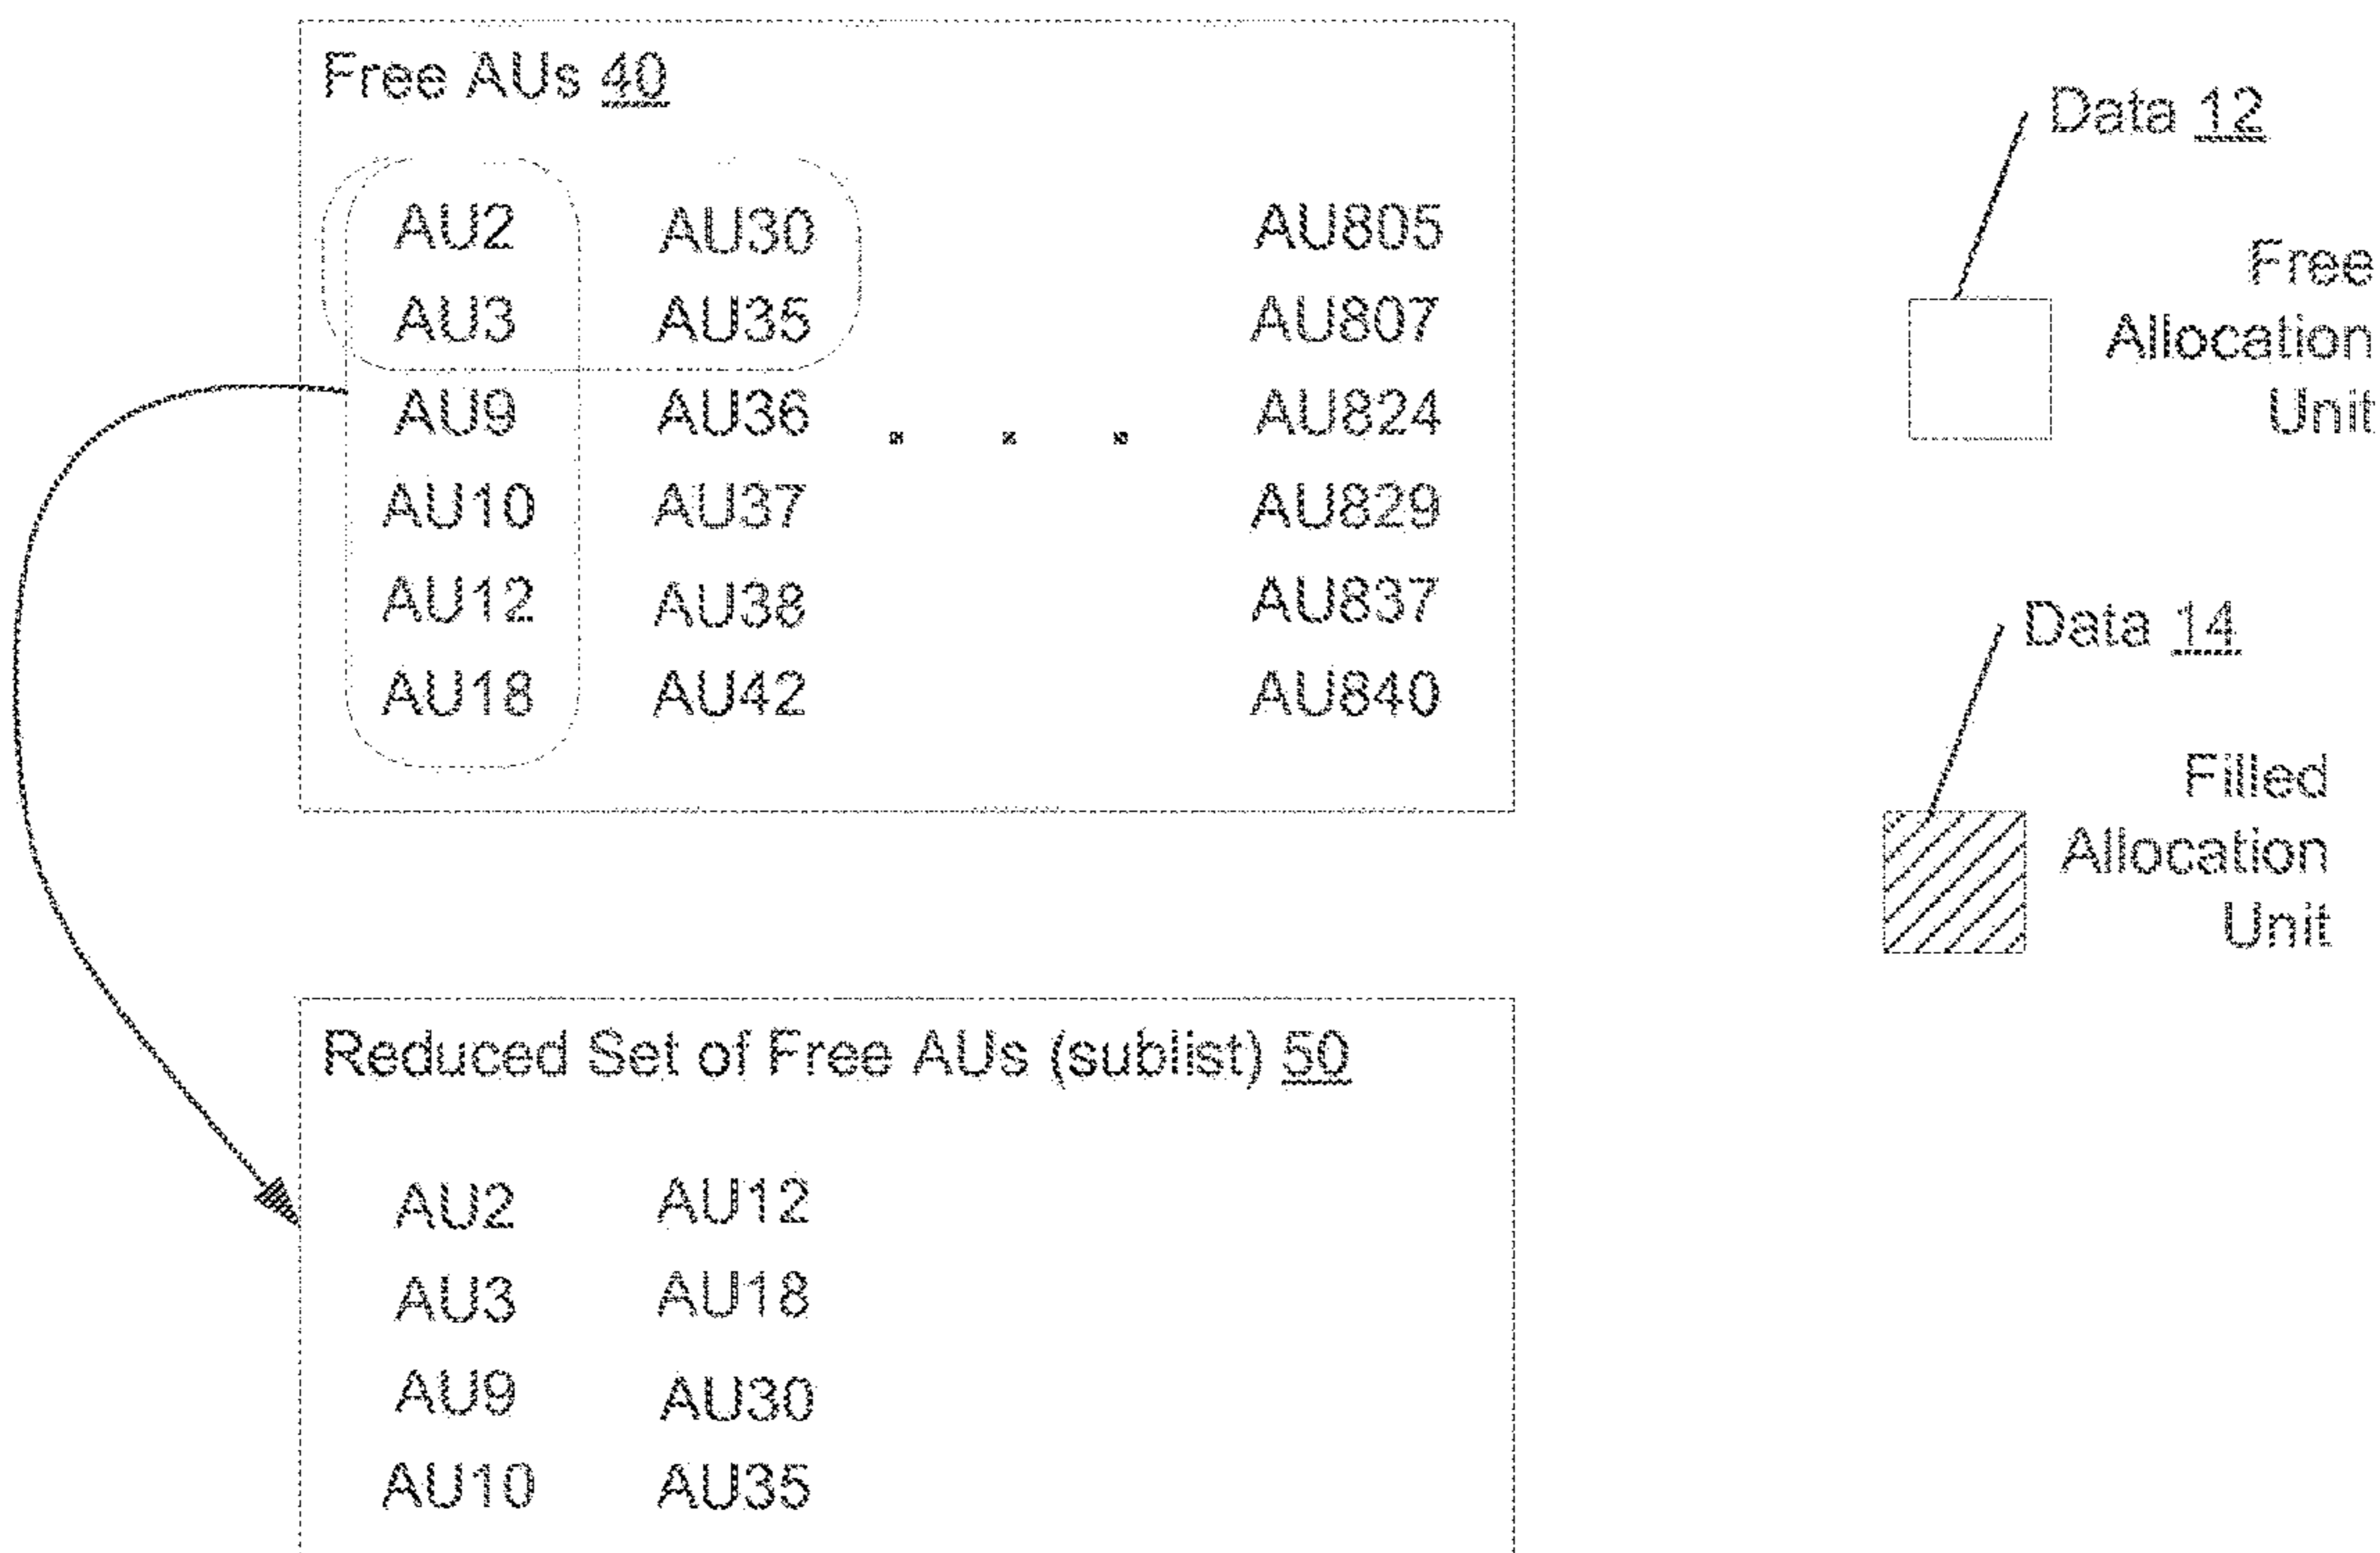 Free AUs 40
AU2 AU30 AU805
AU3 AU35 AU807
AU9 AU36 . . . AU824
AU10 AU37 AU829
AU12 AU38 AU837
AU18 AU42 AU840
Data 12
Free
Allocation
Unit
Data 14
Filled
Allocation
Unit
Reduced Set of Free AUs (sublist) 50
AU2 AU12
AU3 AU18
AU9 AU30
AU10 AU35